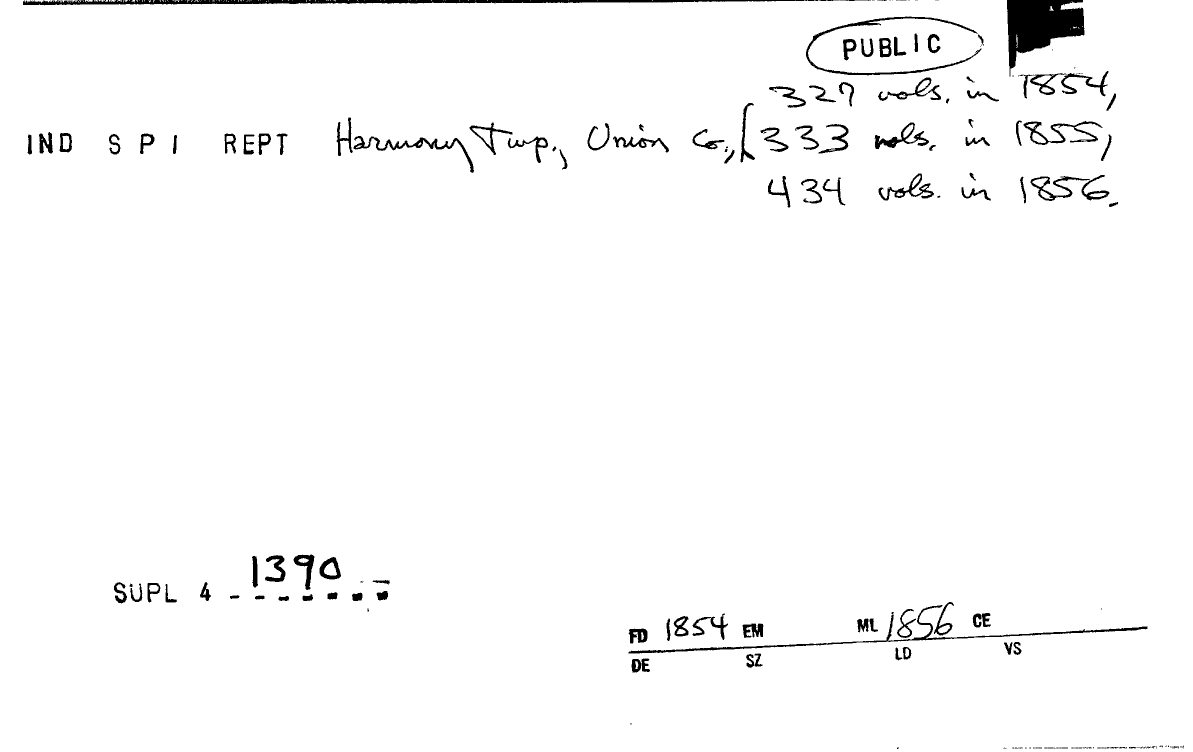 PUBLIC
327 vols. in 1854,
IND S P I REPT Harmony Twp., Union Co., [333 vols. in 1855,
434 vols. in 1856.
SUPL 4 1390
FD 1854 EM ML 1856 CE
DE SZ LD VS